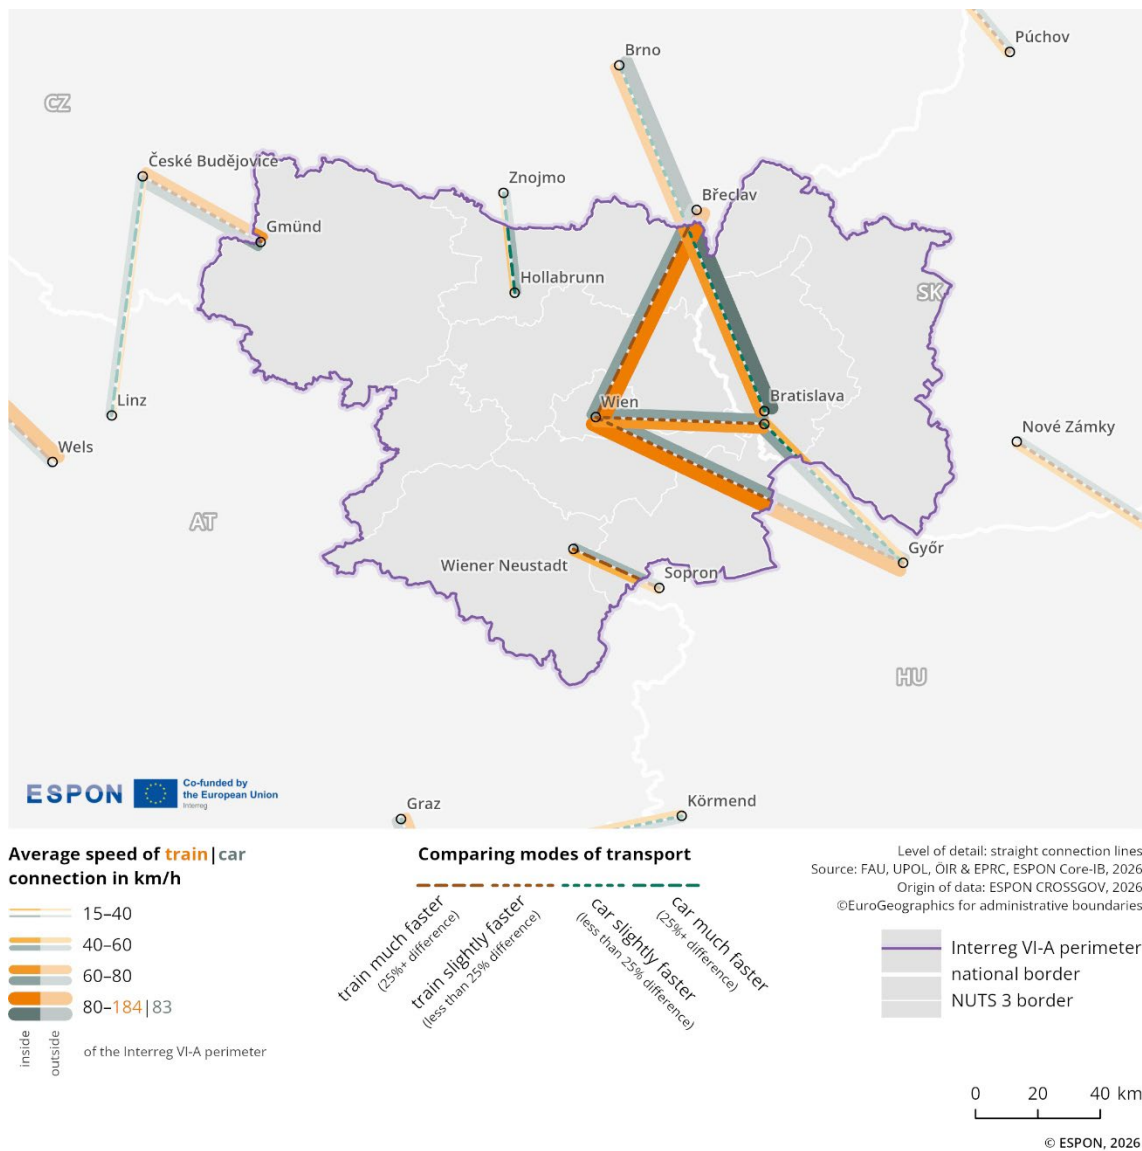 Púchov
Brno
CZ
České Budějovice
Znojmo
Břeclav
Gmünd
Hollabrunn
SK
Linz
Wien
Bratislava
Wels
Nové Zámky
AT
Győr
Wiener Neustadt
Sopron
HU
ESPON
Co-funded by
the European Union
Interreg
Graz
Körmend
Average speed of train|car
connection in km/h
15–40
40–60
60–80
80–184|83
inside
outside
of the Interreg VI-A perimeter
Comparing modes of transport
train much faster
(25%+ difference)
train slightly faster
(less than 25% difference)
car slightly faster
(less than 25% difference)
car much faster
(25%+ difference)
Level of detail: straight connection lines
Source: FAU, UPOL, ÖIR & EPRC, ESPON Core-IB, 2026
Origin of data: ESPON CROSSGOV, 2026
©EuroGeographics for administrative boundaries
Interreg VI-A perimeter
national border
NUTS 3 border
0 20 40 km
© ESPON, 2026